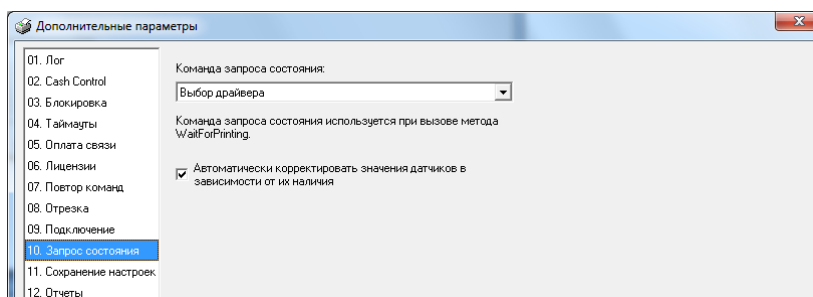 Дополнительные параметры
01. Лог
02. Cash Control
03. Блокировка
04. Таймауты
05. Оплата связи
06. Лицензии
07. Повтор команд
08. Отрезка
09. Подключение
10. Запрос состояния
11. Сохранение настроек
12. Отчеты
Команда запроса состояния:
Выбор драйвера
Команда запроса состояния используется при вызове метода
WaitForPrinting.
Автоматически корректировать значения датчиков в
зависимости от их наличия